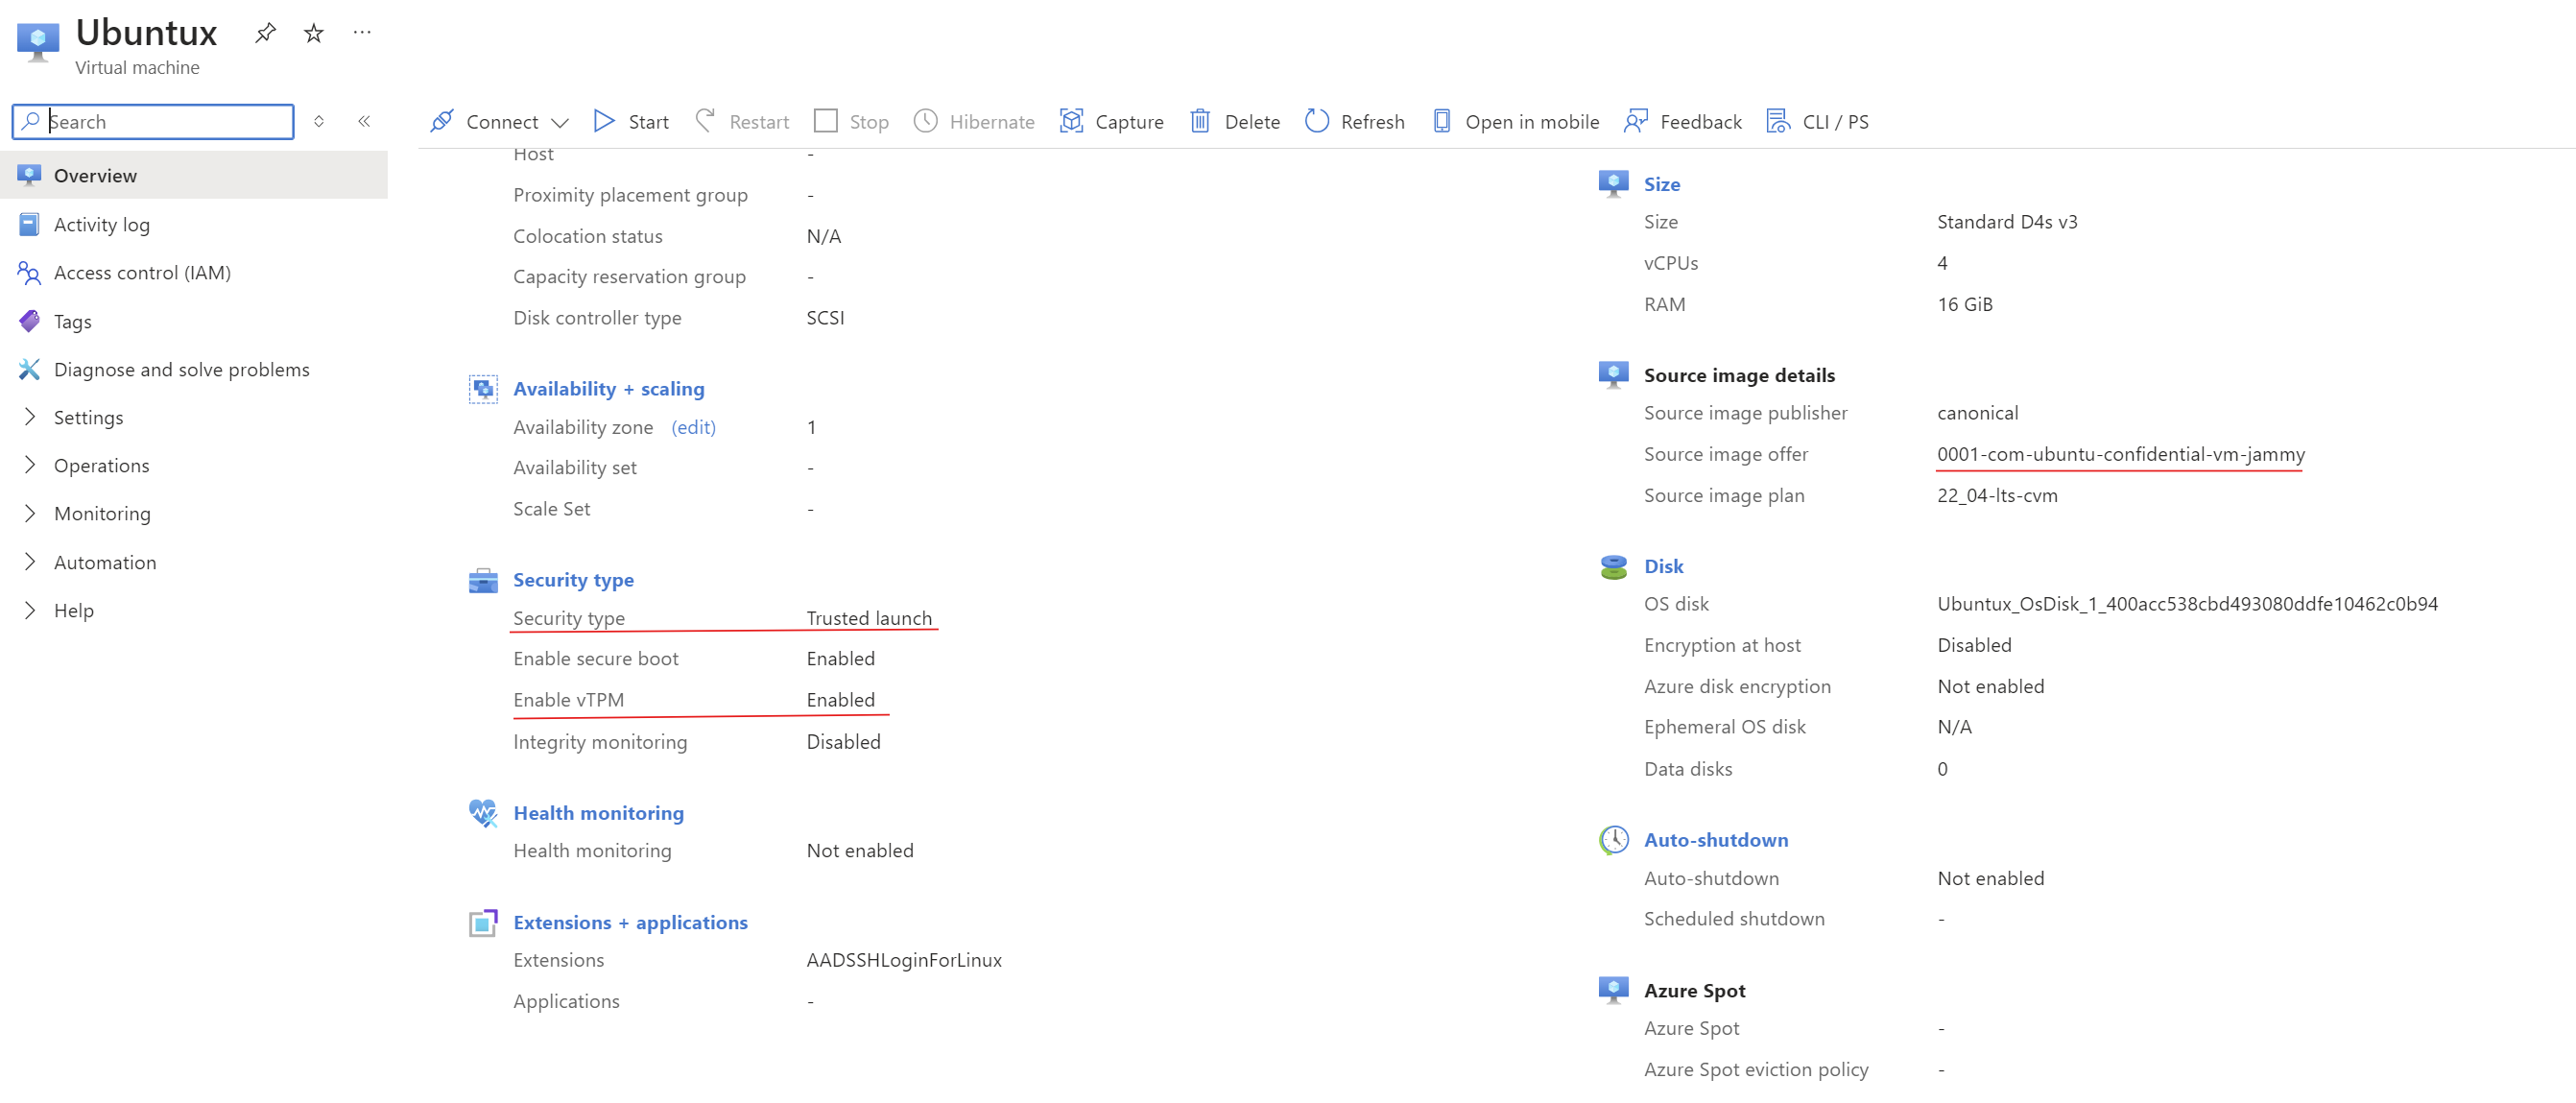 Ubuntux
Virtual machine
Search
Connect Start Restart Stop Hibernate Capture Delete Refresh Open in mobile Feedback CLI / PS
Overview
Activity log
Access control (IAM)
Tags
Diagnose and solve problems
Settings
Operations
Monitoring
Automation
Help
Host -
Proximity placement group -
Colocation status N/A
Capacity reservation group -
Disk controller type SCSI
Availability + scaling
Availability zone (edit) 1
Availability set -
Scale Set -
Security type
Security type Trusted launch
Enable secure boot Enabled
Enable vTPM Enabled
Integrity monitoring Disabled
Health monitoring
Health monitoring Not enabled
Extensions + applications
Extensions AADSSHLoginForLinux
Applications -
Size
Size Standard D4s v3
vCPUs 4
RAM 16 GiB
Source image details
Source image publisher canonical
Source image offer 0001-com-ubuntu-confidential-vm-jammy
Source image plan 22_04-lts-cvm
Disk
OS disk Ubuntux_OsDisk_1_400acc538cbd493080ddfe10462c0b94
Encryption at host Disabled
Azure disk encryption Not enabled
Ephemeral OS disk N/A
Data disks 0
Auto-shutdown
Auto-shutdown Not enabled
Scheduled shutdown -
Azure Spot
Azure Spot -
Azure Spot eviction policy -